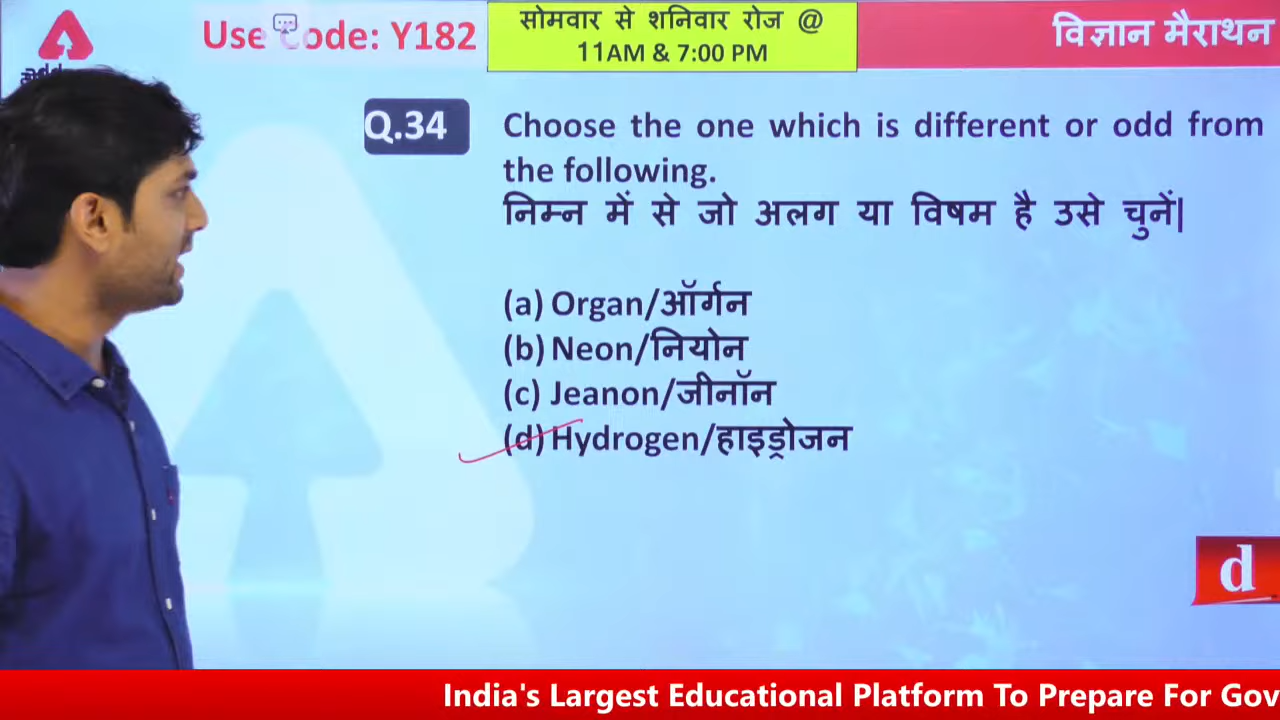 Use Code: Y182
सोमवार से शनिवार रोज @
11AM & 7:00 PM
विज्ञान मैराथन
Q.34
Choose the one which is different or odd from
the following.
निम्न में से जो अलग या विषम है उसे चुनें|
(a) Organ/ऑर्गन
(b) Neon/नियोन
(c) Jeanon/जीनॉन
(d) Hydrogen/हाइड्रोजन
d
India's Largest Educational Platform To Prepare For Gov